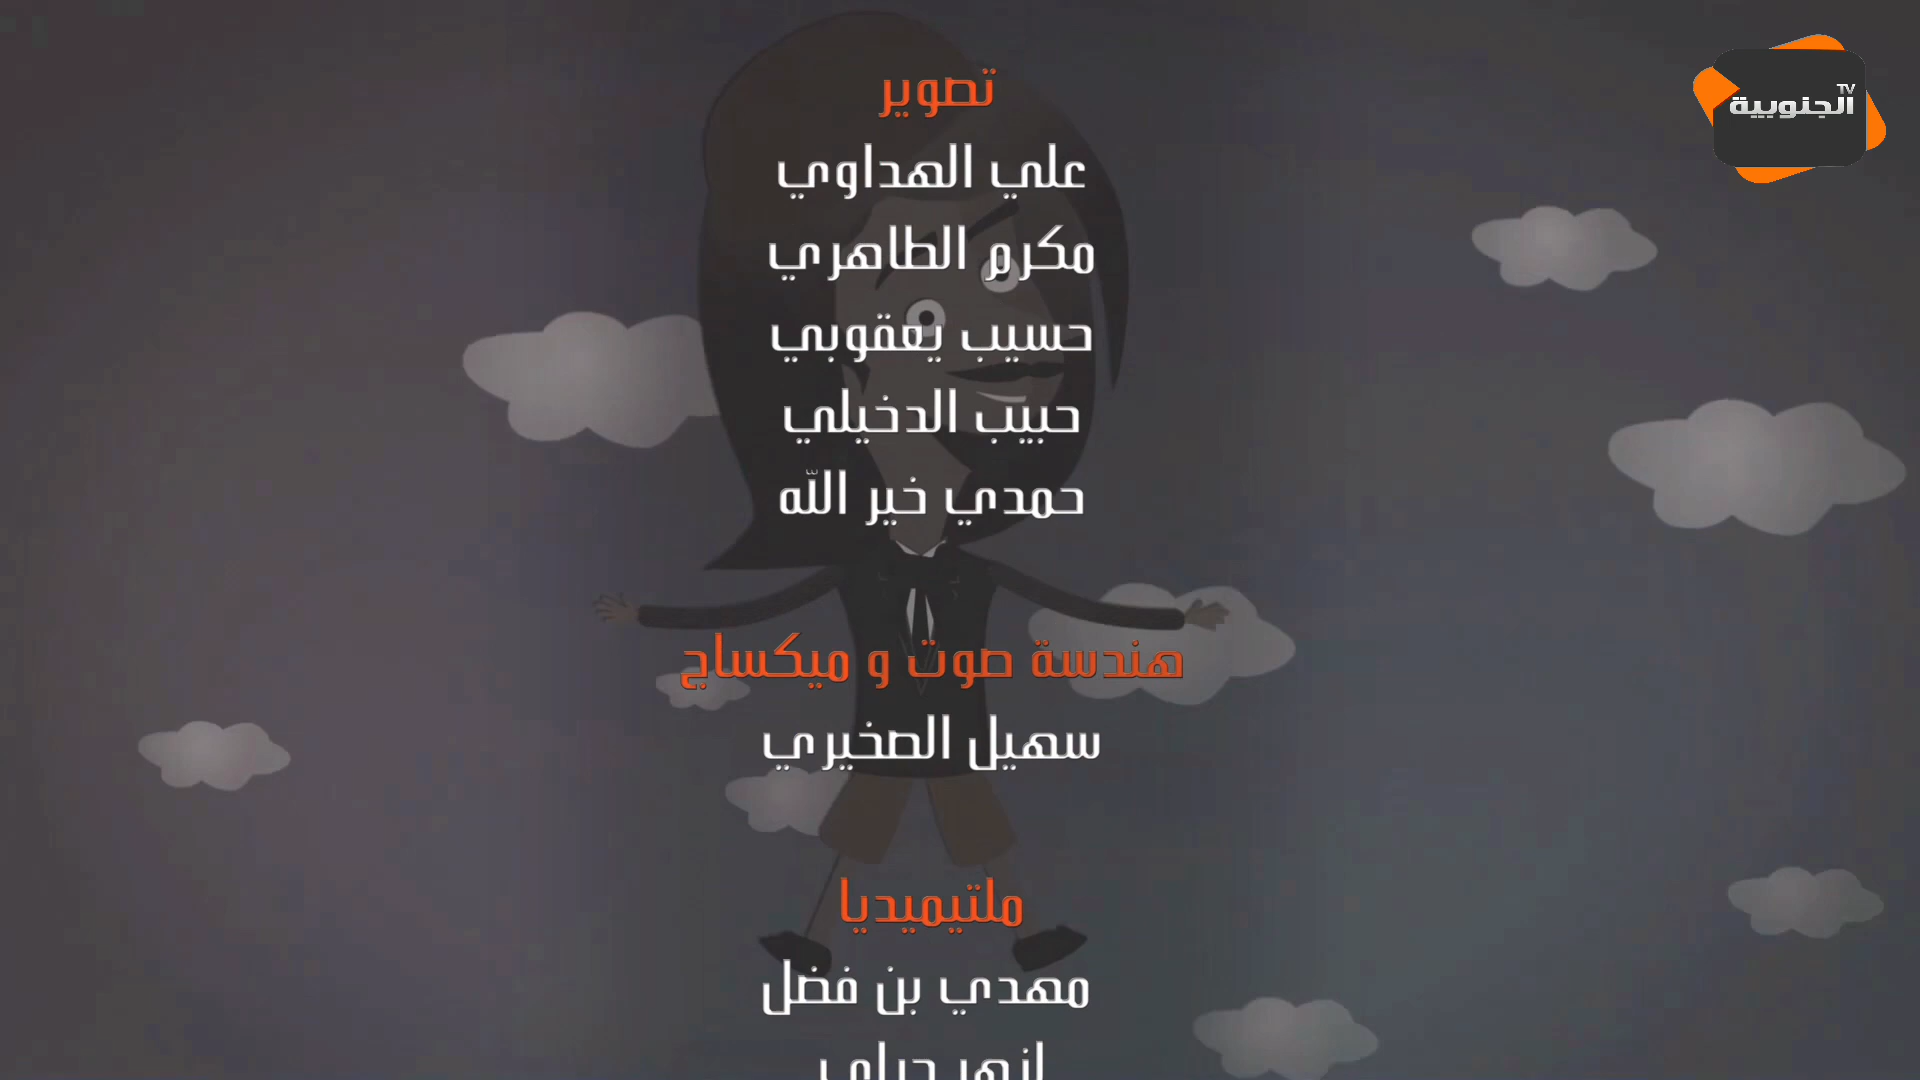 TV
الجنوبية
تصوير
علي الهداوي
مكرم الطاهري
حسيب يعقوبي
حبيب الدخيلي
حمدي خير الله
هندسة صوت و ميكساج
سهيل الصخيري
ملتيميديا
مهدي بن فضل